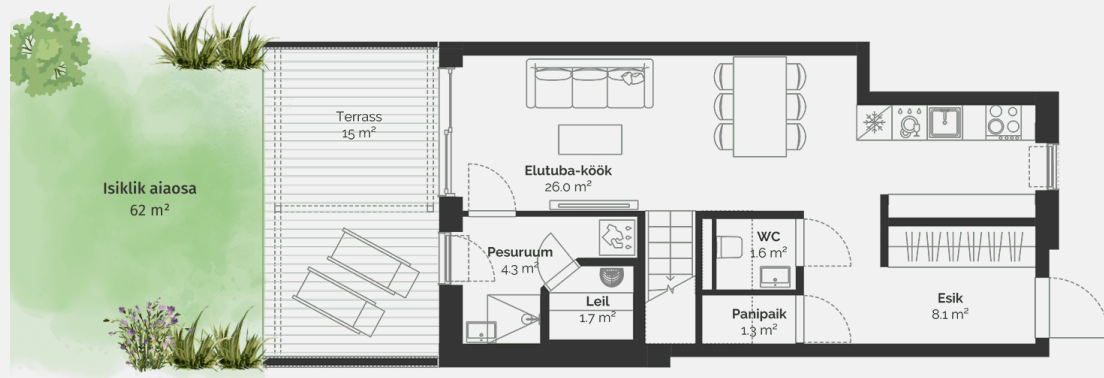 Terrass
15 m²
Isiklik aiaosa
62 m²
Elutuba-köök
26.0 m²
Pesuruum
4.3 m²
Leil
1.7 m²
WC
1.6 m²
Panipaik
1.3 m²
Esik
8.1 m²